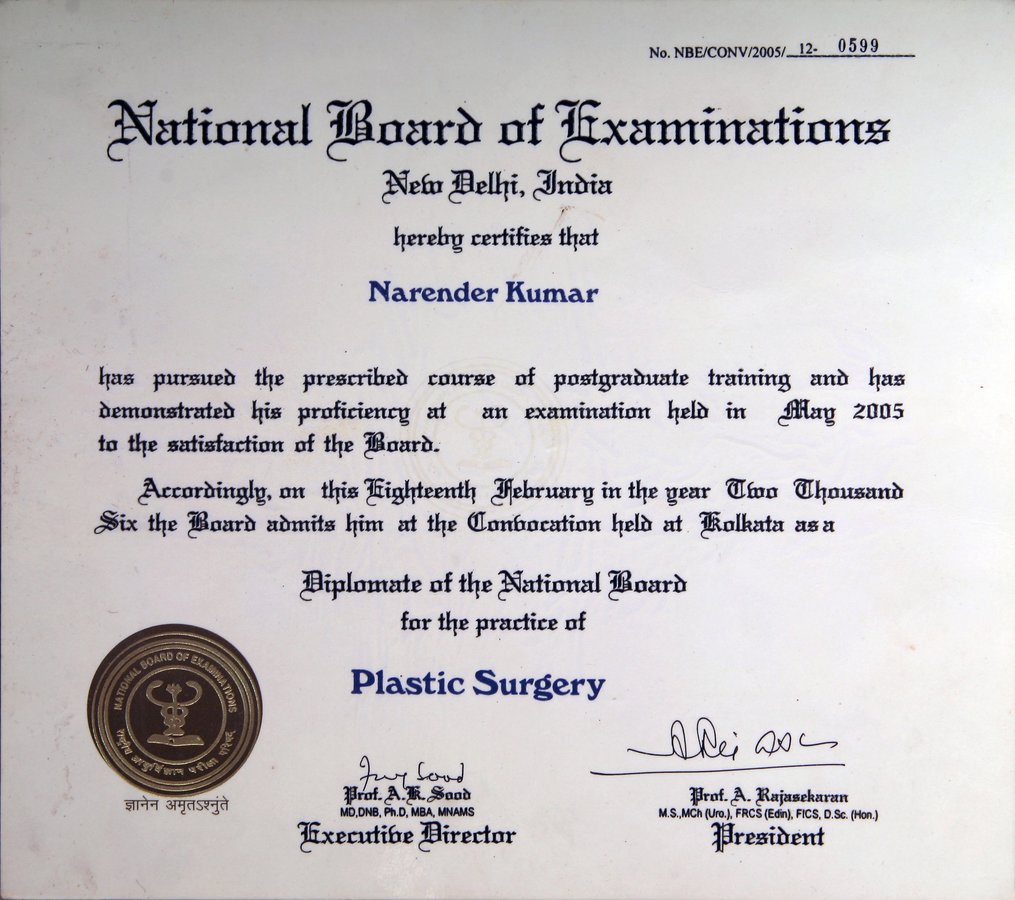 No. NBE/CONV/2005/ 12- 0599
National Board of Examinations
New Delhi, India
hereby certifies that
Narender Kumar
has pursued the prescribed course of postgraduate training and has
demonstrated his proficiency at an examination held in May 2005
to the satisfaction of the Board.
Accordingly, on this Eighteenth February in the year Two Thousand
Six the Board admits him at the Convocation held at Kolkata as a
Diplomate of the National Board
for the practice of
Plastic Surgery
NATIONAL BOARD OF EXAMINATIONS
राष्ट्रीय आयुर्विज्ञान परीक्षा परिषद्
ज्ञानेन अमृतऽश्नुंते
Prof. A. K. Sood
MD,DNB, Ph.D, MBA, MNAMS
Executive Director
Prof. A. Rajasekaran
M.S.,MCh (Uro.), FRCS (Edin), FICS, D.Sc. (Hon.)
President